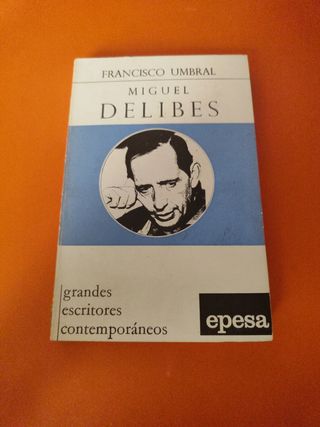 FRANCISCO UMBRAL
MIGUEL
DELIBES
grandes
escritores
contemporáneos
epesa